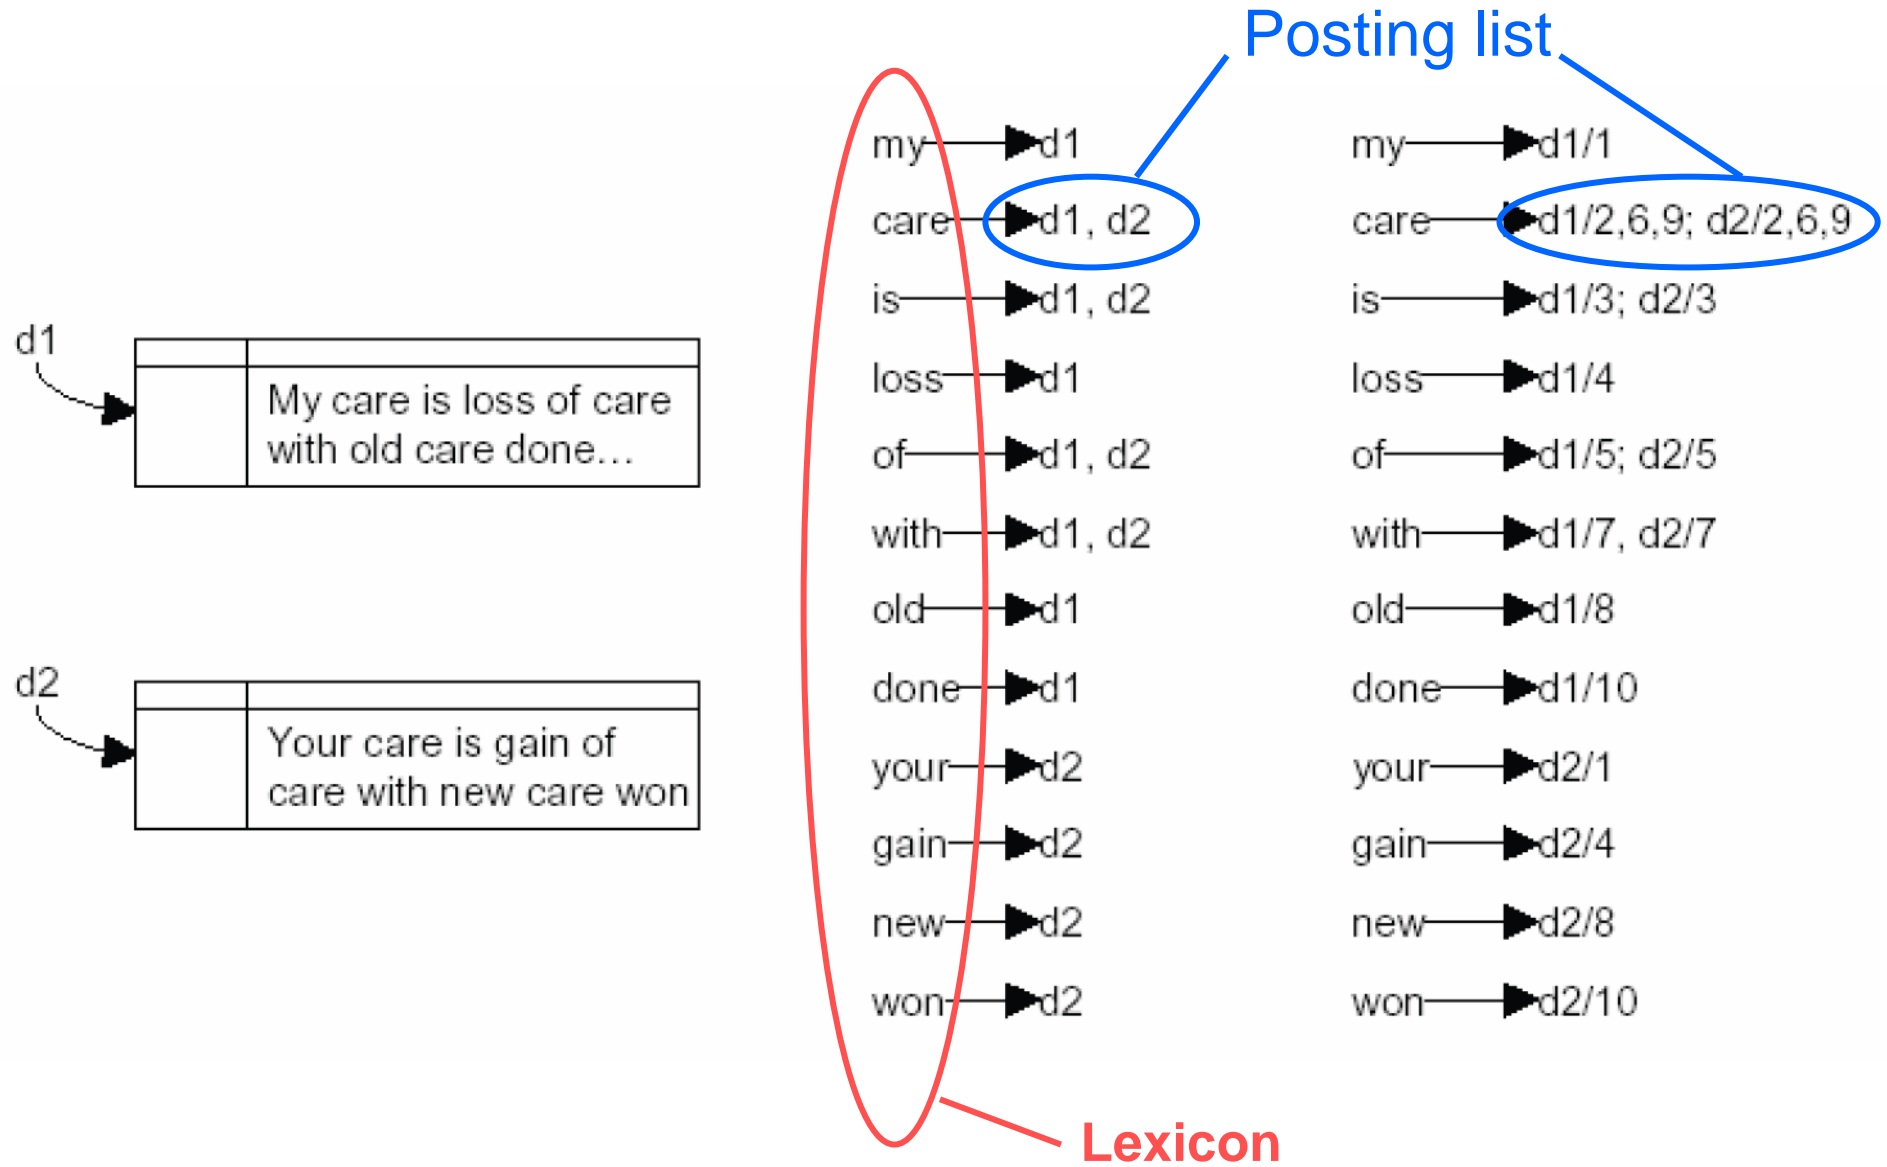 Posting list
d1
My care is loss of care
with old care done…
d2
Your care is gain of
care with new care won
my d1
care d1, d2
is d1, d2
loss d1
of d1, d2
with d1, d2
old d1
done d1
your d2
gain d2
new d2
won d2
my d1/1
care d1/2,6,9; d2/2,6,9
is d1/3; d2/3
loss d1/4
of d1/5; d2/5
with d1/7, d2/7
old d1/8
done d1/10
your d2/1
gain d2/4
new d2/8
won d2/10
Lexicon